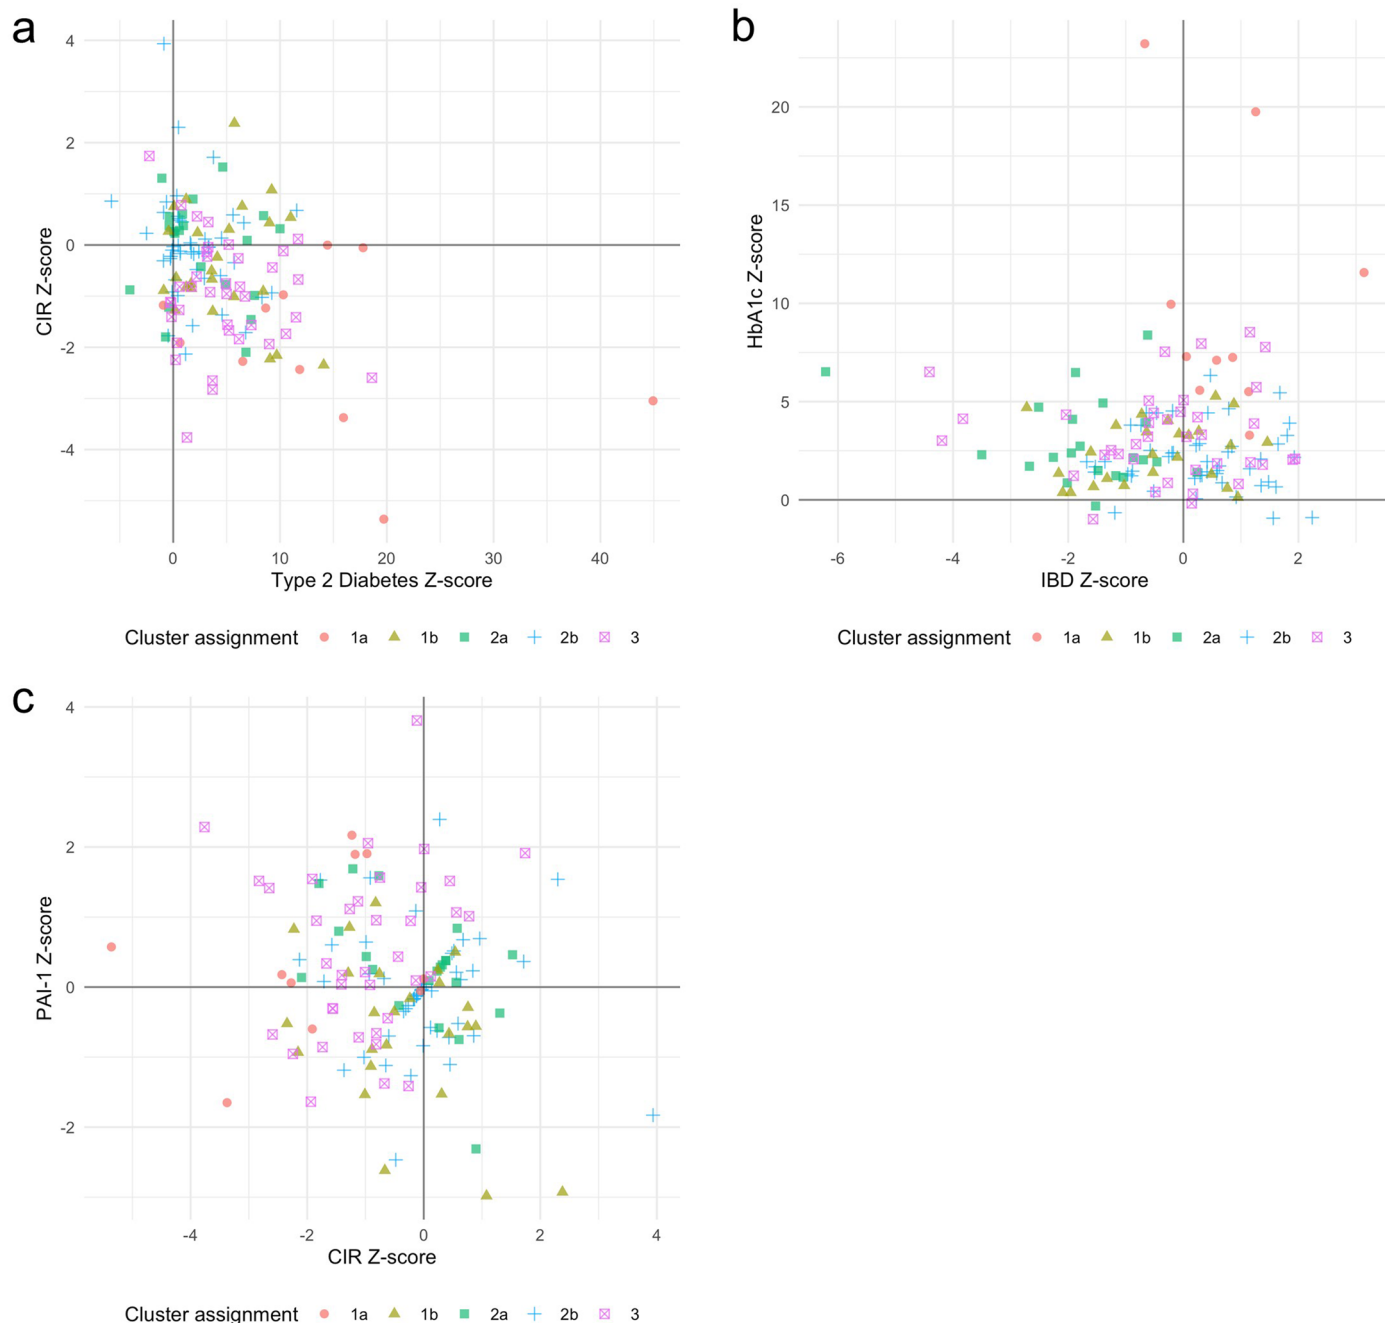 a
4
2
0
-2
-4
CIR Z-score
0 10 20 30 40
Type 2 Diabetes Z-score
Cluster assignment 1a 1b 2a 2b 3
b
20
15
10
5
0
HbA1c Z-score
-6 -4 -2 0 2
IBD Z-score
Cluster assignment 1a 1b 2a 2b 3
c
4
2
0
-2
PAI-1 Z-score
-4 -2 0 2 4
CIR Z-score
Cluster assignment 1a 1b 2a 2b 3